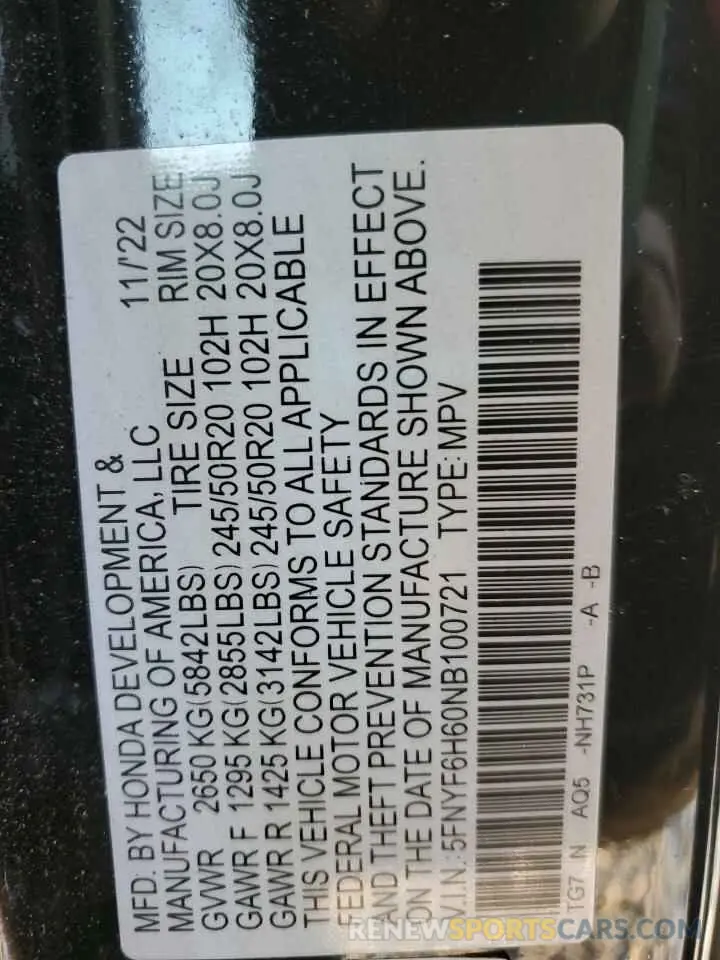 MFD. BY HONDA DEVELOPMENT &
MANUFACTURING OF AMERICA, LLC 11/'22
GVWR 2650 KG(5842LBS) TIRE SIZE RIM SIZE
GAWR F 1295 KG(2855LBS) 245/50R20 102H 20X8.0J
GAWR R 1425 KG(3142LBS) 245/50R20 102H 20X8.0J
THIS VEHICLE CONFORMS TO ALL APPLICABLE
FEDERAL MOTOR VEHICLE SAFETY
AND THEFT PREVENTION STANDARDS IN EFFECT
ON THE DATE OF MANUFACTURE SHOWN ABOVE.
V.I.N.: 5FNYF6H60NB100721 TYPE: MPV
TG7 N AQ5 -NH731P -A -B
RENEWSPORTSCARS.COM